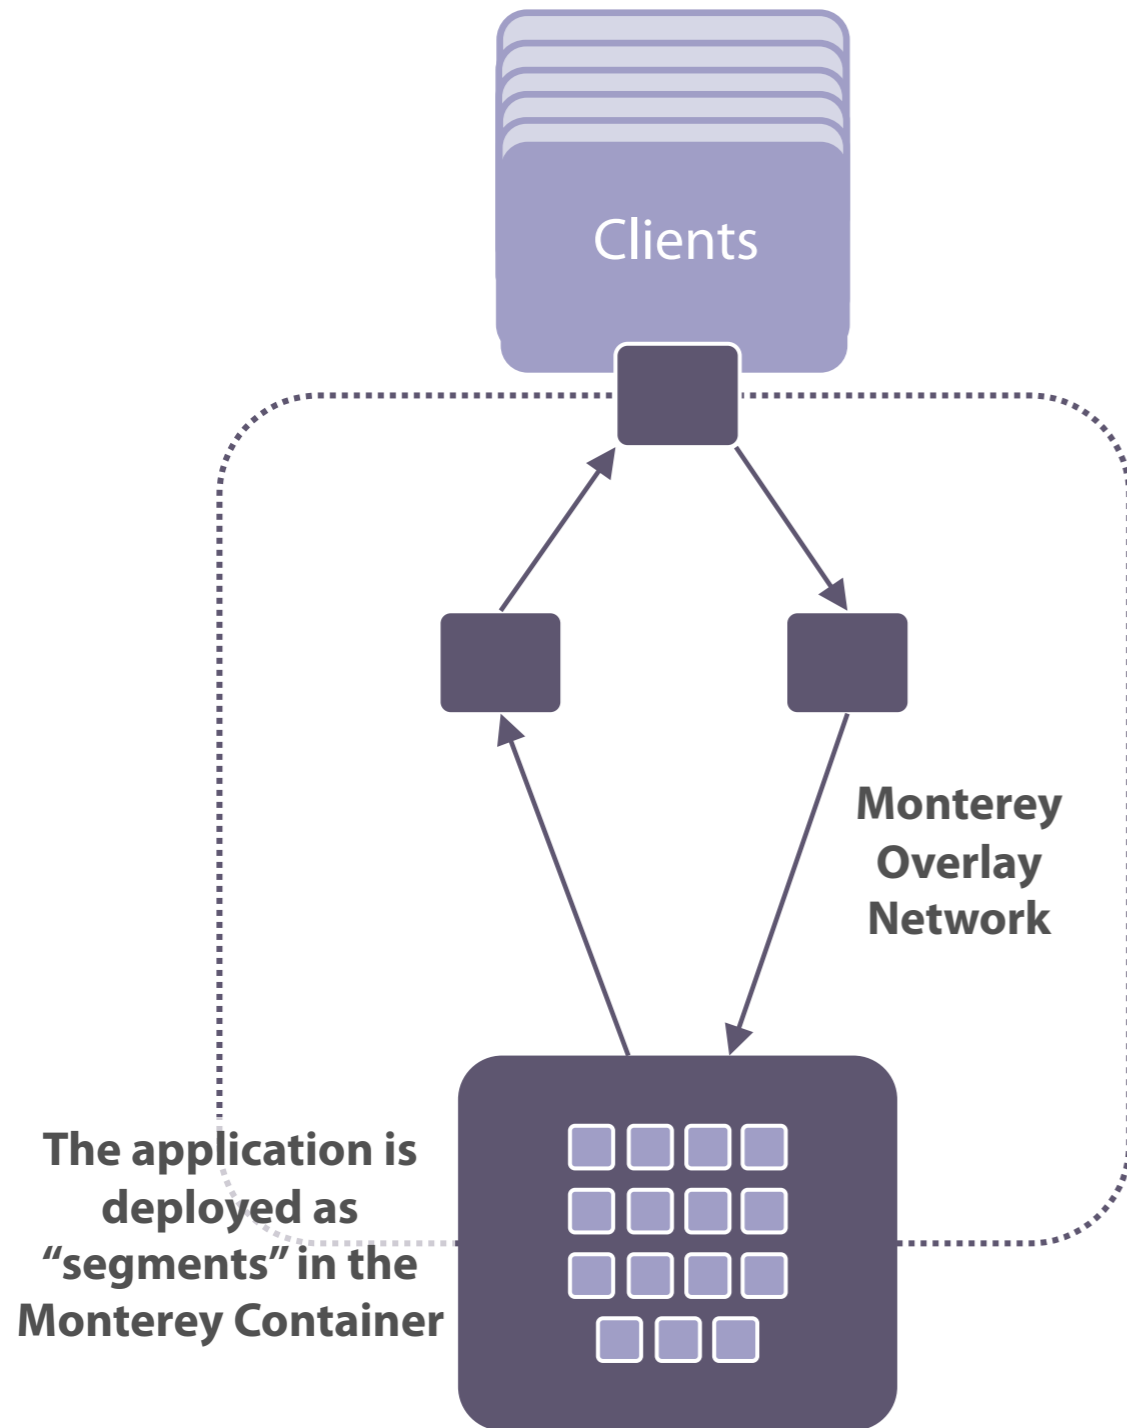 Clients
Monterey
Overlay
Network
The application is
deployed as
“segments” in the
Monterey Container